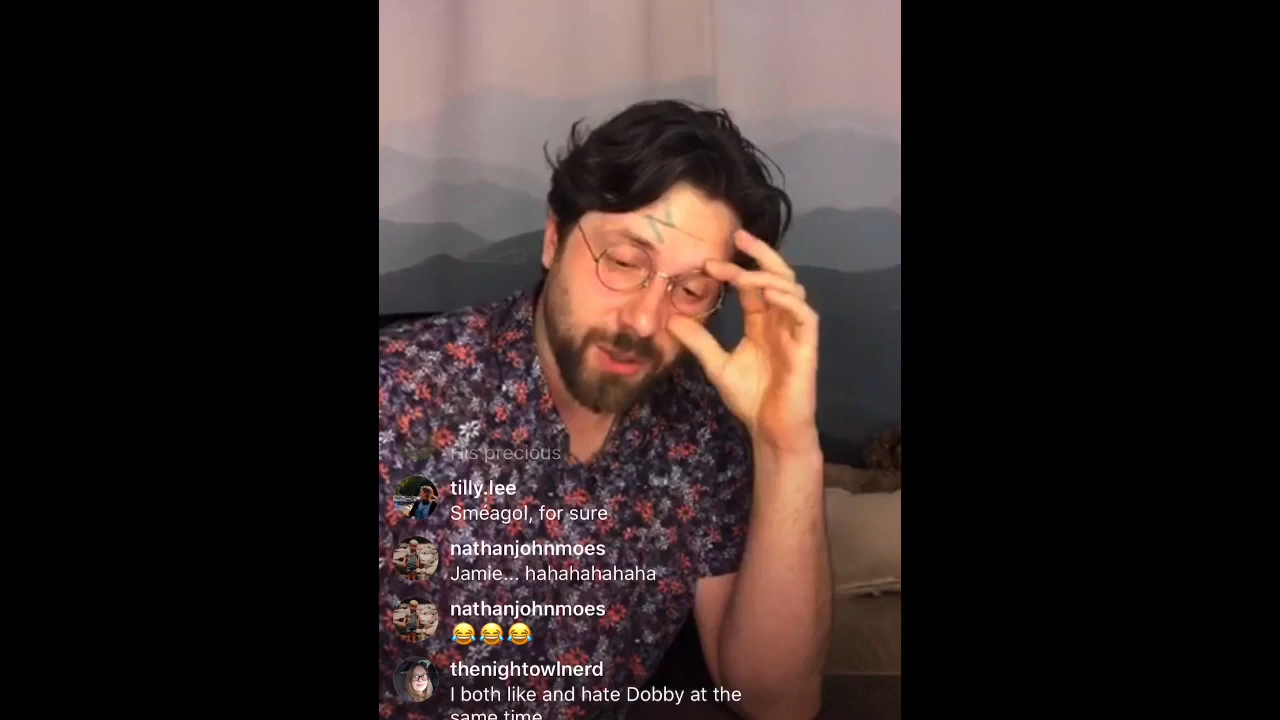 His precious
tilly.lee
Sméagol, for sure
nathanjohnmoes
Jamie... hahahahahaha
nathanjohnmoes
😂😂😂
thenightowlnerd
I both like and hate Dobby at the
same time